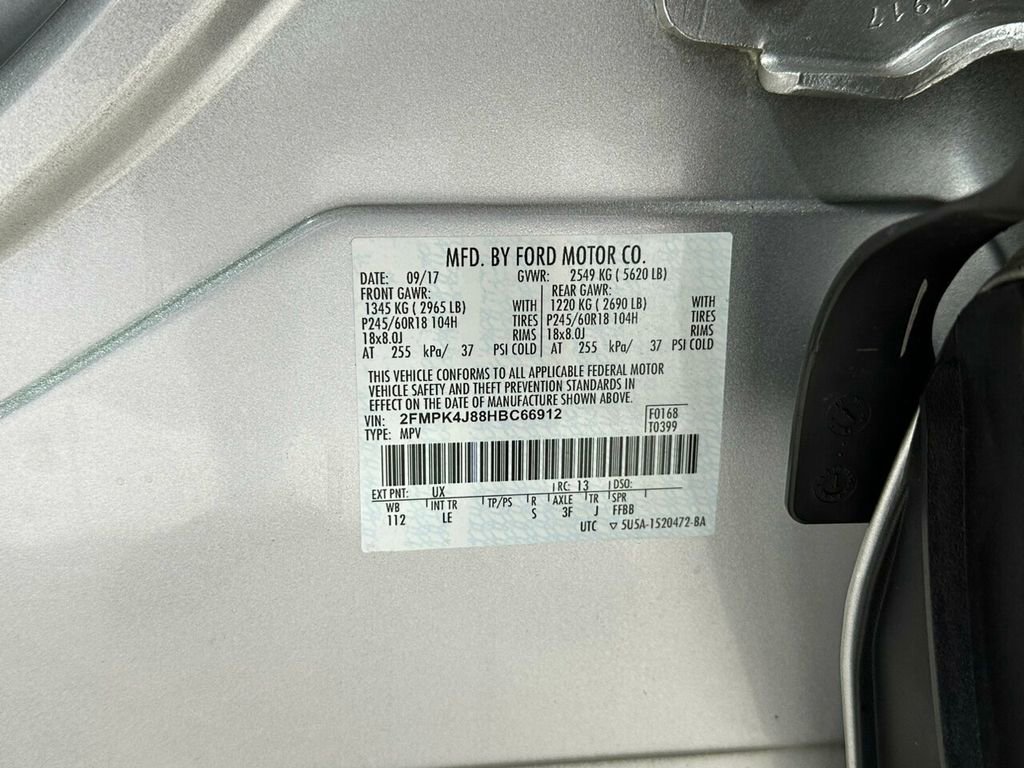 4917
MFD. BY FORD MOTOR CO.
DATE: 09/17 GVWR: 2549 KG ( 5620 LB)
FRONT GAWR: REAR GAWR:
1345 KG ( 2965 LB) WITH 1220 KG ( 2690 LB) WITH
P245/60R18 104H TIRES P245/60R18 104H TIRES
18x8.0J RIMS 18x8.0J RIMS
AT 255 kPa/ 37 PSI COLD AT 255 kPa/ 37 PSI COLD
THIS VEHICLE CONFORMS TO ALL APPLICABLE FEDERAL MOTOR
VEHICLE SAFETY AND THEFT PREVENTION STANDARDS IN
EFFECT ON THE DATE OF MANUFACTURE SHOWN ABOVE.
VIN: 2FMPK4J88HBC66912 F0168
TYPE: MPV T0399
EXT PNT: UX RC: 13 DSO:
WB INT TR TP/PS R AXLE TR SPR
112 LE S 3F J FFBB
UTC ▽ 5U5A-1520472-BA